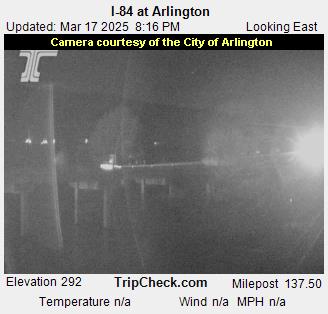 I-84 at Arlington
Updated: Mar 17 2025 8:16 PM Looking East
Camera courtesy of the City of Arlington
Elevation 292 TripCheck.com Milepost 137.50
Temperature n/a Wind n/a MPH n/a